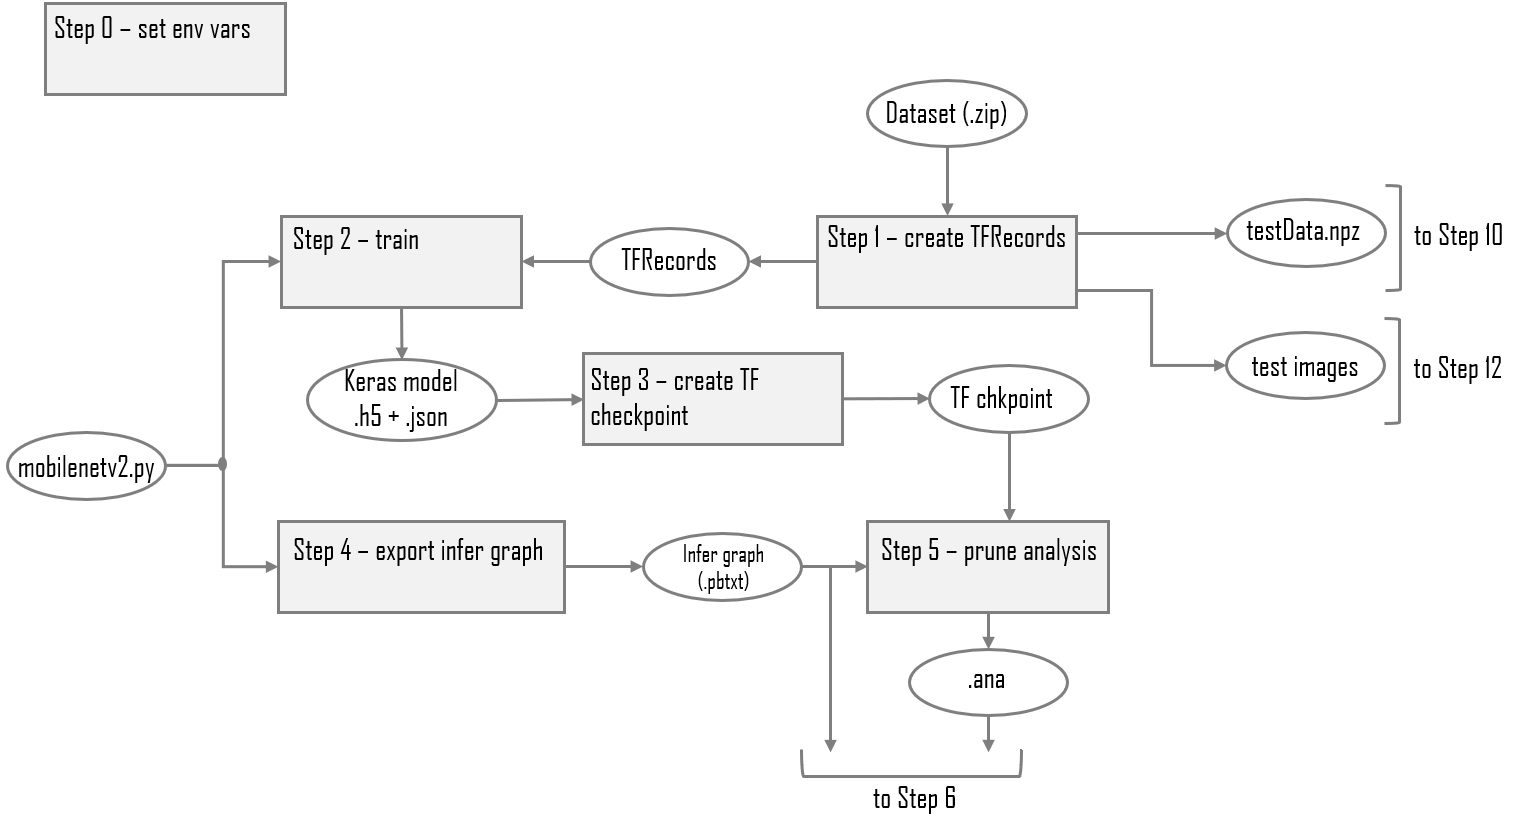 Step 0 – set env vars
Dataset (.zip)
Step 2 – train
TFRecords
Step 1 – create TFRecords
testData.npz
to Step 10
Keras model
.h5 + .json
Step 3 – create TF
checkpoint
TF chkpoint
test images
to Step 12
mobilenetv2.py
Step 4 – export infer graph
Infer graph
(.pbtxt)
Step 5 – prune analysis
.ana
to Step 6